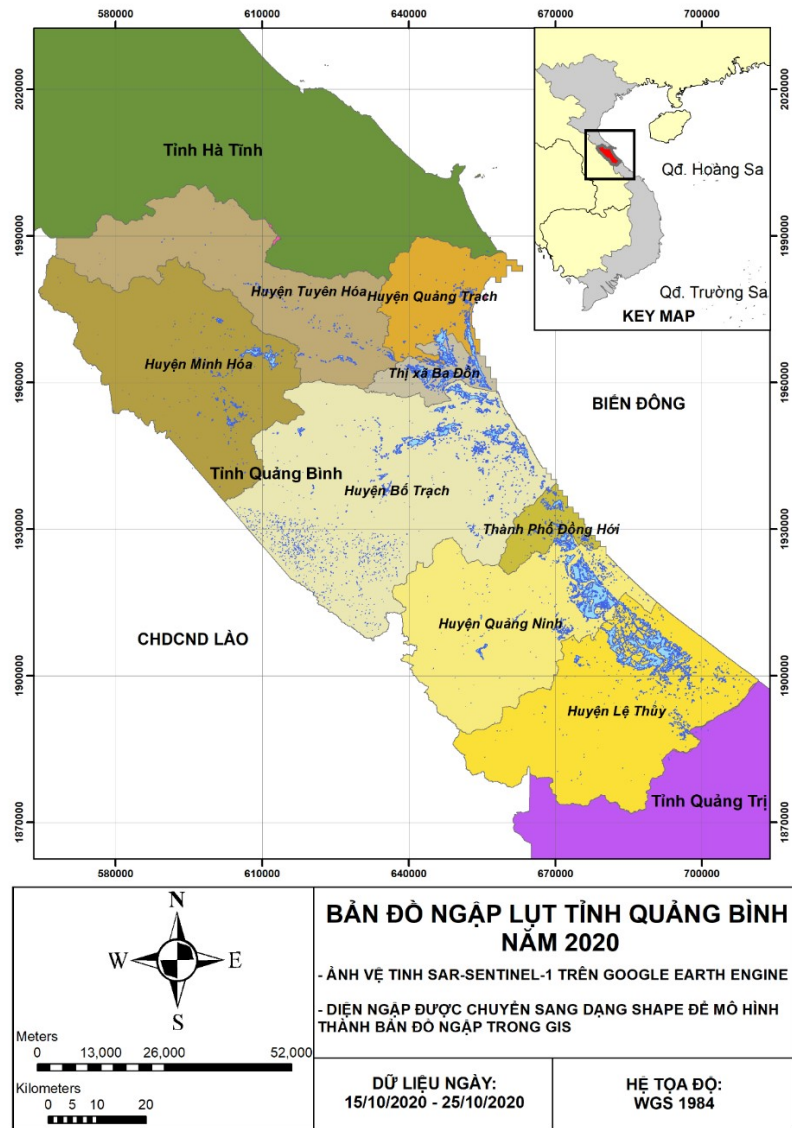 580000 610000 640000 670000 700000
2020000
2020000
Tỉnh Hà Tĩnh
Qđ. Hoàng Sa
1990000
1990000
Qđ. Trường Sa
Huyện Tuyên Hóa
Huyện Quảng Trạch
KEY MAP
Huyện Minh Hóa
Thị xã Ba Đồn
1960000
1960000
BIỂN ĐÔNG
Tỉnh Quảng Bình
Huyện Bố Trạch
1930000
1930000
Thành Phố Đồng Hới
Huyện Quảng Ninh
CHDCND LÀO
1900000
1900000
Huyện Lệ Thủy
Tỉnh Quảng Trị
1870000
1870000
580000 610000 640000 670000 700000
N
W E
S
Meters
0 13,000 26,000 52,000
Kilometers
0 5 10 20
BẢN ĐỒ NGẬP LỤT TỈNH QUẢNG BÌNH
NĂM 2020
- ẢNH VỆ TINH SAR-SENTINEL-1 TRÊN GOOGLE EARTH ENGINE
- DIỆN NGẬP ĐƯỢC CHUYỂN SANG DẠNG SHAPE ĐỂ MÔ HÌNH
THÀNH BẢN ĐỒ NGẬP TRONG GIS
DỮ LIỆU NGÀY:
15/10/2020 - 25/10/2020
HỆ TỌA ĐỘ:
WGS 1984